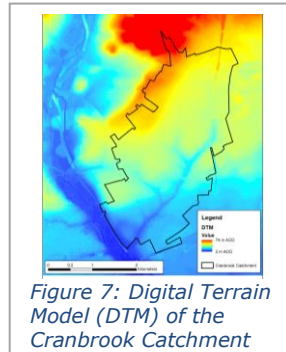 Legend
DTM
Value
Cranbrook Catchment
Figure 7: Digital Terrain
Model (DTM) of the
Cranbrook Catchment